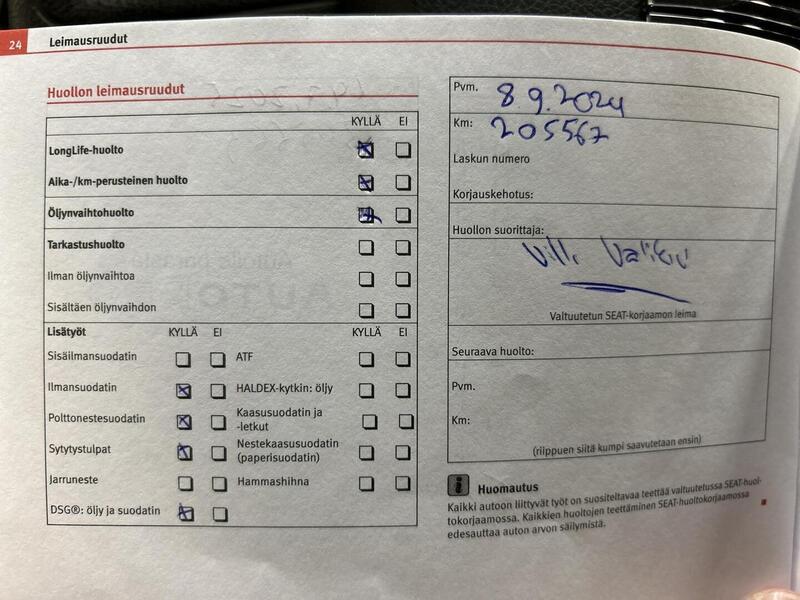 24 Leimausruudut
Huollon leimausruudut
KYLLÄ EI
LongLife-huolto
Aika-/km-perusteinen huolto
Öljynvaihtohuolto
Tarkastushuolto
Ilman öljynvaihtoa
Sisältäen öljynvaihdon
Lisätyöt KYLLÄ EI KYLLÄ EI
Sisäilmansuodatin ATF
Ilmansuodatin HALDEX-kytkin: öljy
Polttonestesuodatin Kaasusuodatin ja
-letkut
Sytytystulpat Nestekaasusuodatin
(paperisuodatin)
Jarruneste Hammashihna
DSG®: öljy ja suodatin
Pvm. 8.9.2024
Km: 205567
Laskun numero
Korjauskehotus:
Huollon suorittaja:
Valtuutetun SEAT-korjaamon leima
Seuraava huolto:
Pvm.
Km:
(riippuen siitä kumpi saavutetaan ensin)
i Huomautus
Kaikki autoon liittyvät työt on suositeltavaa teettää valtuutetussa SEAT-huol-
tokorjaamossa. Kaikkien huoltojen teettäminen SEAT-huoltokorjaamossa
edesauttaa auton arvon säilymistä.